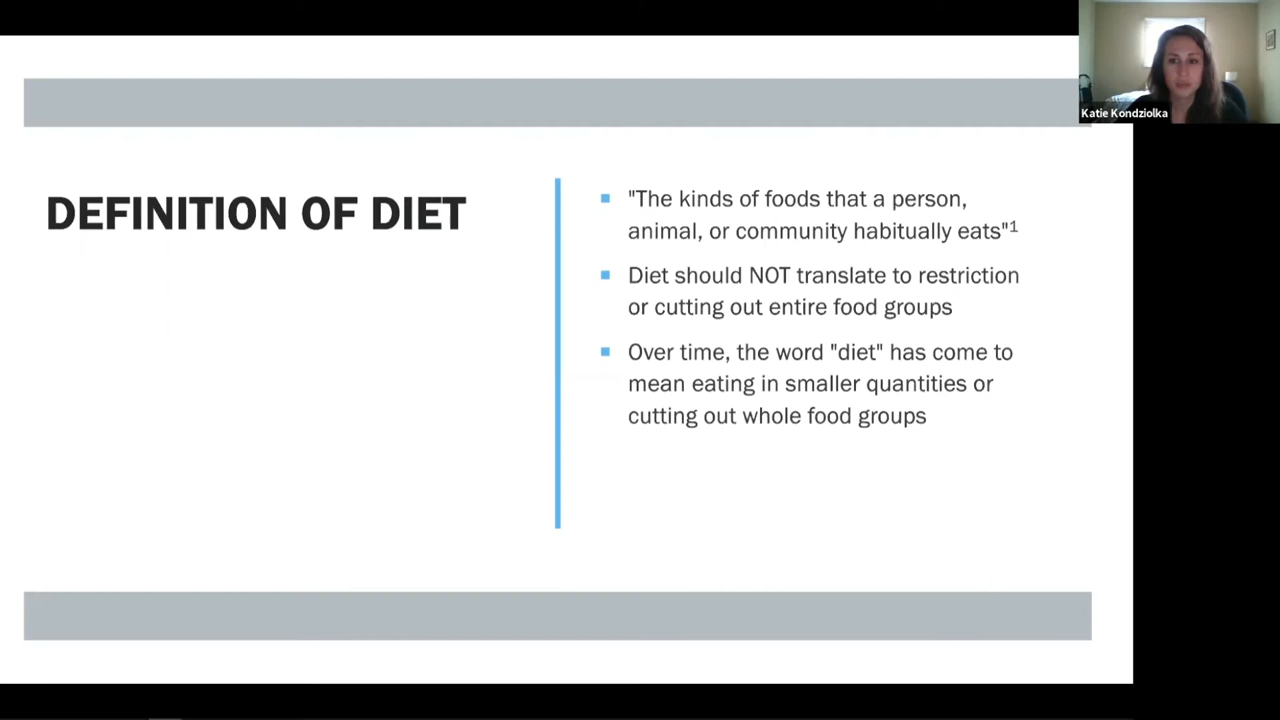 Katie Kondziolka
DEFINITION OF DIET
"The kinds of foods that a person,
animal, or community habitually eats"¹
Diet should NOT translate to restriction
or cutting out entire food groups
Over time, the word "diet" has come to
mean eating in smaller quantities or
cutting out whole food groups